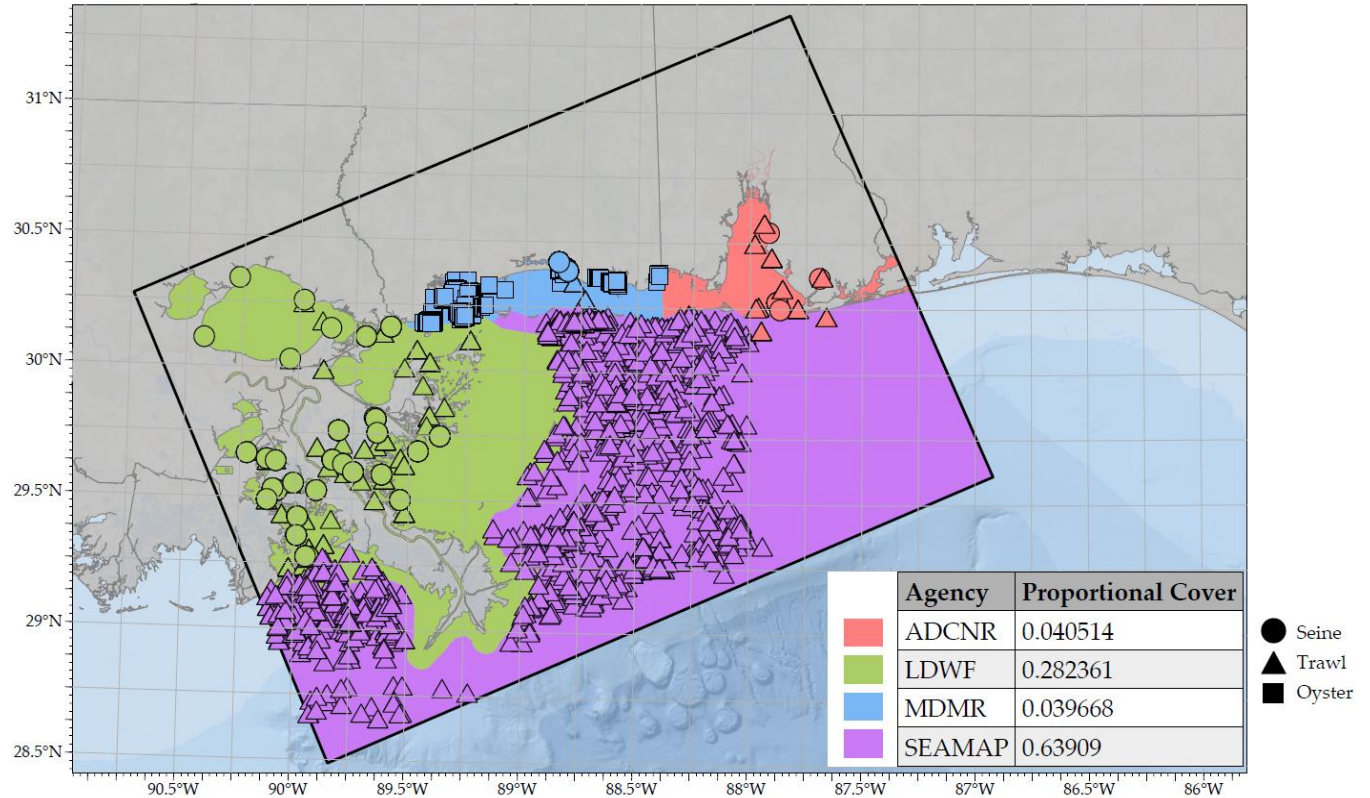 31°N
30.5°N
30°N
29.5°N
29°N
28.5°N
Agency Proportional Cover
ADCNR 0.040514
LDWF 0.282361
MDMR 0.039668
SEAMAP 0.63909
Seine
Trawl
Oyster
90.5°W 90°W 89.5°W 89°W 88.5°W 88°W 87.5°W 87°W 86.5°W 86°W